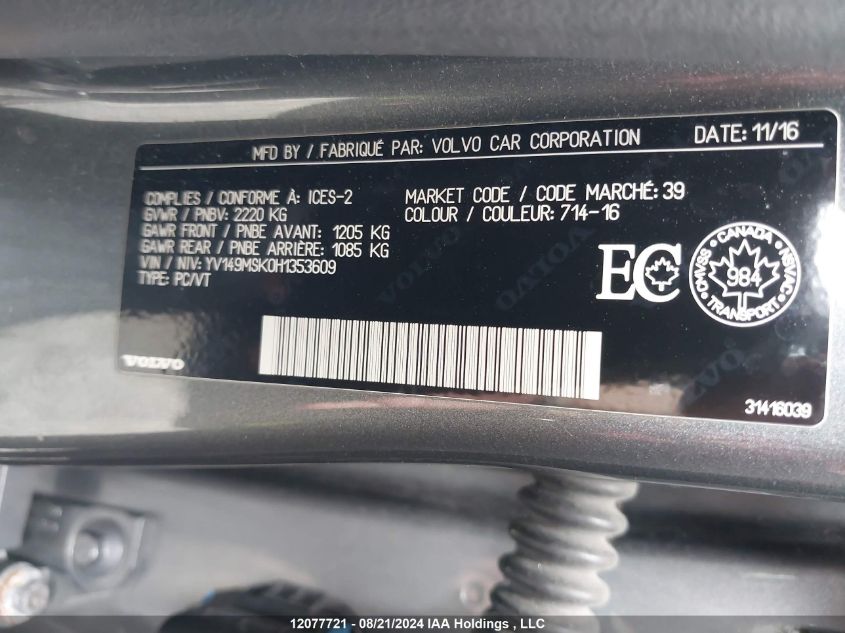 MFD BY / FABRIQUÉ PAR: VOLVO CAR CORPORATION DATE: 11/16
COMPLIES / CONFORME À: ICES-2
GVWR / PNBV: 2220 KG
GAWR FRONT / PNBE AVANT: 1205 KG
GAWR REAR / PNBE ARRIÈRE: 1085 KG
VIN / NIV: YV149MSK0H1353609
TYPE: PC/VT
MARKET CODE / CODE MARCHÉ: 39
COLOUR / COULEUR: 714-16
EC
CANADA
CMVSS 984 NSVAC
TRANSPORT
VOLVO
31416039
12077721 - 08/21/2024 IAA Holdings , LLC